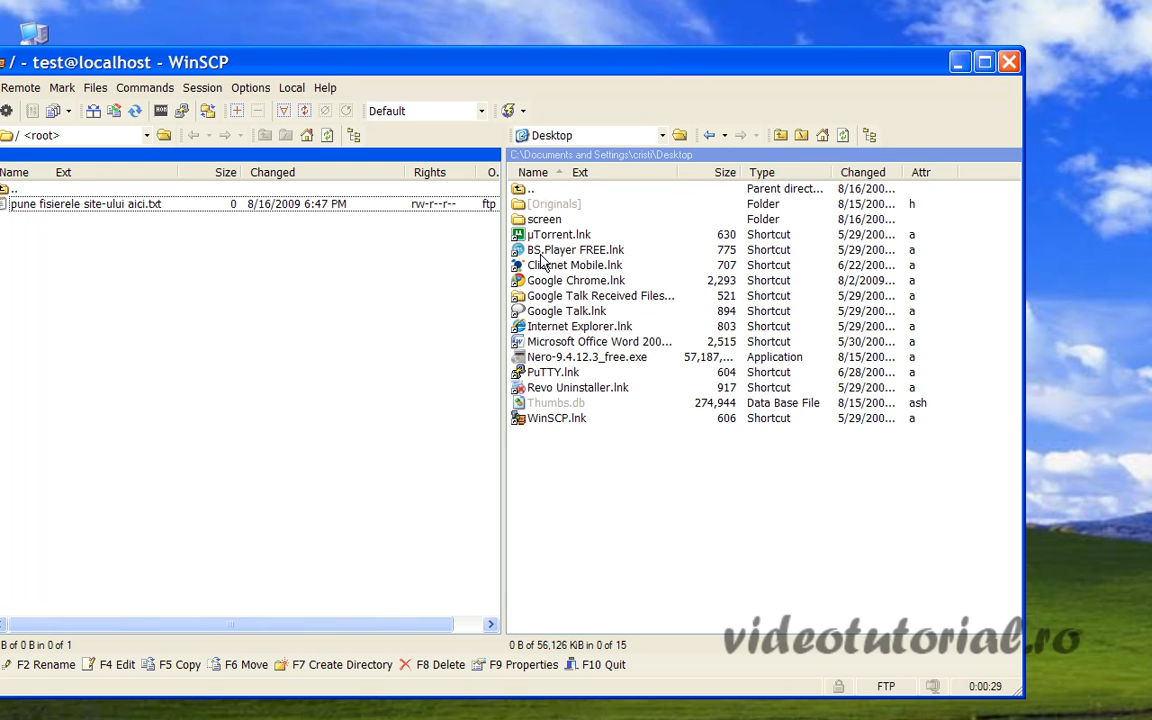 / - test@localhost - WinSCP
Remote Mark Files Commands Session Options Local Help
Default
/ <root>
Desktop
C:\Documents and Settings\cristi\Desktop
Name Ext Size Changed Rights O.
..
pune fisierele site-ului aici.txt 0 8/16/2009 6:47 PM rw-r--r-- ftp
Name Ext Size Type Changed Attr
.. Parent direct... 8/16/200...
[Originals] Folder 8/15/200... h
screen Folder 8/16/200...
µTorrent.lnk 630 Shortcut 5/29/200... a
BS.Player FREE.lnk 775 Shortcut 5/29/200... a
Mobile.lnk 707 Shortcut 6/22/200... a
Google Chrome.lnk 2,293 Shortcut 8/2/2009... a
Google Talk Received Files... 521 Shortcut 5/29/200... a
Google Talk.lnk 894 Shortcut 5/29/200... a
Internet Explorer.lnk 803 Shortcut 5/29/200... a
Microsoft Office Word 200... 2,515 Shortcut 5/30/200... a
Nero-9.4.12.3_free.exe 57,187,... Application 8/15/200... a
PuTTY.lnk 604 Shortcut 6/28/200... a
Revo Uninstaller.lnk 917 Shortcut 5/29/200... a
Thumbs.db 274,944 Data Base File 8/15/200... ash
WinSCP.lnk 606 Shortcut 5/29/200... a
B of 0 B in 0 of 1
0 B of 56,126 KiB in 0 of 15
F2 Rename F4 Edit F5 Copy F6 Move F7 Create Directory F8 Delete F9 Properties F10 Quit
FTP 0:00:29
videotutorial.ro